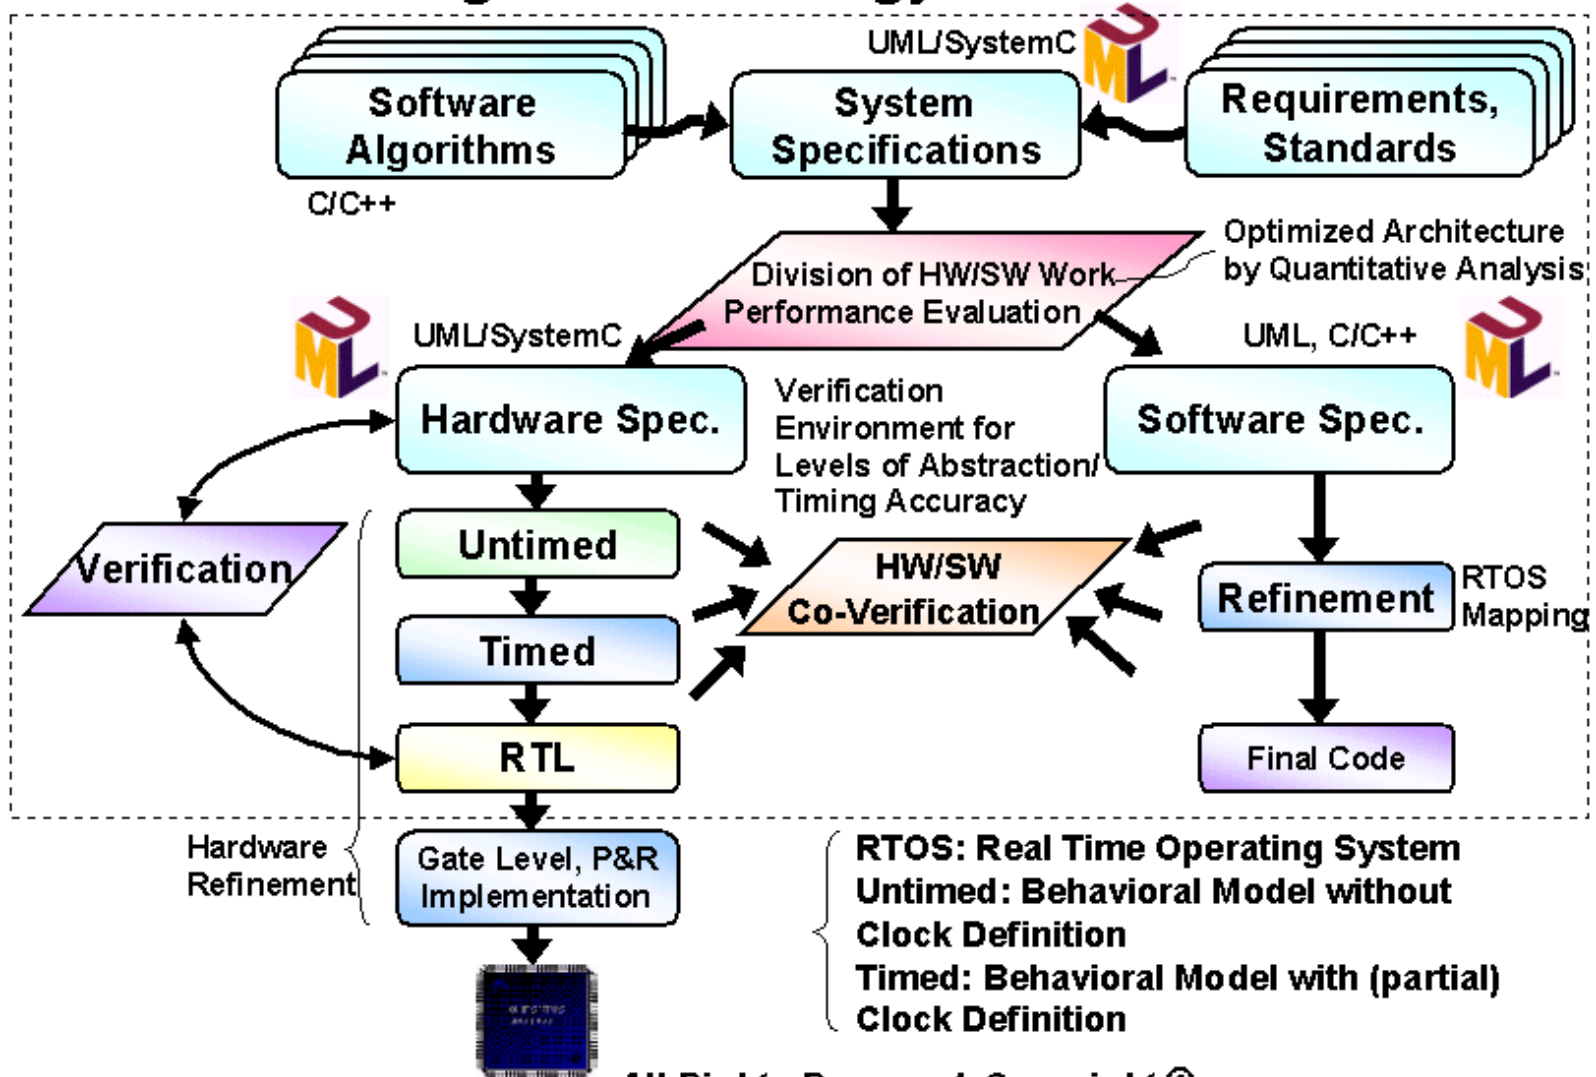 UML/SystemC
UML
Software
Algorithms
System
Specifications
Requirements,
Standards
C/C++
Optimized Architecture
by Quantitative Analysis
Division of HW/SW Work
Performance Evaluation
UML
UML/SystemC
UML, C/C++
UML
Hardware Spec.
Verification
Environment for
Levels of Abstraction/
Timing Accuracy
Software Spec.
Verification
Untimed
HW/SW
Co-Verification
Refinement
RTOS
Mapping
Timed
RTL
Final Code
Hardware
Refinement
Gate Level, P&R
Implementation
RTOS: Real Time Operating System
Untimed: Behavioral Model without
Clock Definition
Timed: Behavioral Model with (partial)
Clock Definition